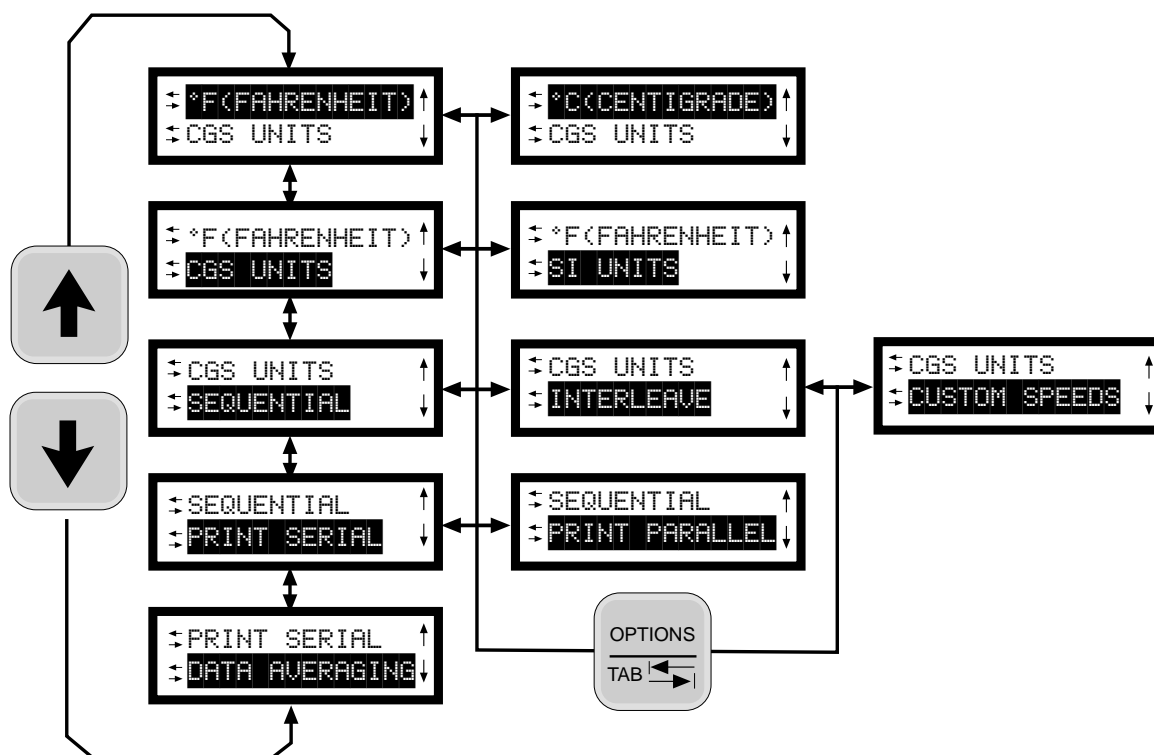 °F(FAHRENHEIT)
CGS UNITS
°C(CENTIGRADE)
CGS UNITS
°F(FAHRENHEIT)
CGS UNITS
°F(FAHRENHEIT)
SI UNITS
CGS UNITS
SEQUENTIAL
CGS UNITS
INTERLEAVE
CGS UNITS
CUSTOM SPEEDS
SEQUENTIAL
PRINT SERIAL
SEQUENTIAL
PRINT PARALLEL
PRINT SERIAL
DATA AVERAGING
OPTIONS
TAB